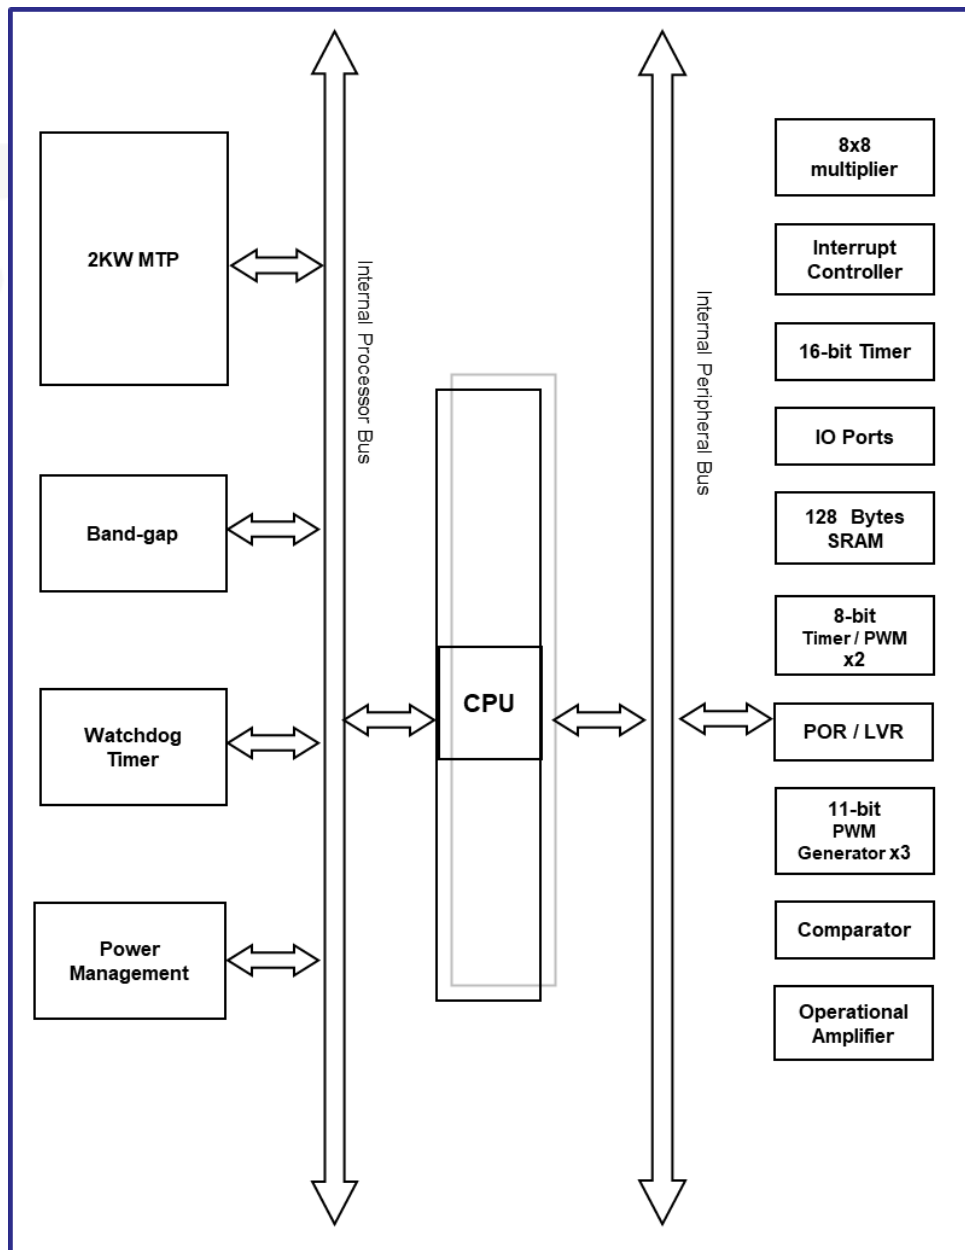 2KW MTP
Band-gap
Watchdog
Timer
Power
Management
Internal Processor Bus
CPU
Internal Peripheral Bus
8x8
multiplier
Interrupt
Controller
16-bit Timer
IO Ports
128 Bytes
SRAM
8-bit
Timer / PWM
x2
POR / LVR
11-bit
PWM
Generator x3
Comparator
Operational
Amplifier